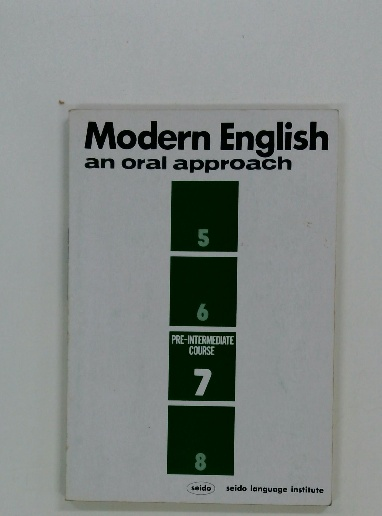 Modern English
an oral approach
5
6
PRE-INTERMEDIATE
COURSE
7
8
seido seido language institute